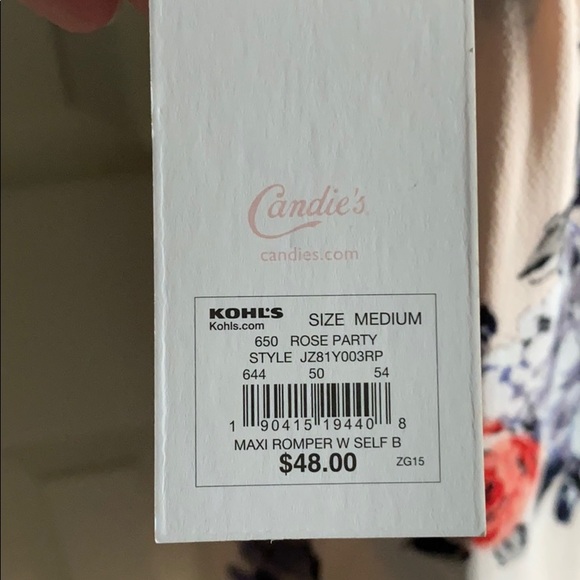 Candie's
candies.com
KOHL'S SIZE MEDIUM
Kohls.com
650 ROSE PARTY
STYLE JZ81Y003RP
644 50 54
1 90415 19440 8
MAXI ROMPER W SELF B
$48.00 ZG15